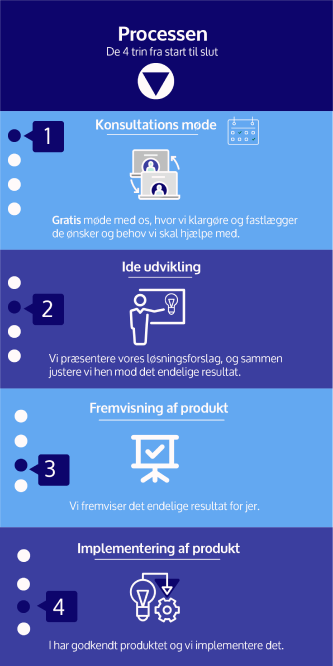 Processen
De 4 trin fra start til slut
Konsultations møde
1
Gratis møde med os, hvor vi klargøre og fastlægger
de ønsker og behov vi skal hjælpe med.
Ide udvikling
2
Vi præsentere vores løsningsforslag, og sammen
justere vi hen mod det endelige resultat.
Fremvisning af produkt
3
Vi fremviser det endelige resultat for jer.
Implementering af produkt
4
I har godkendt produktet og vi implementere det.